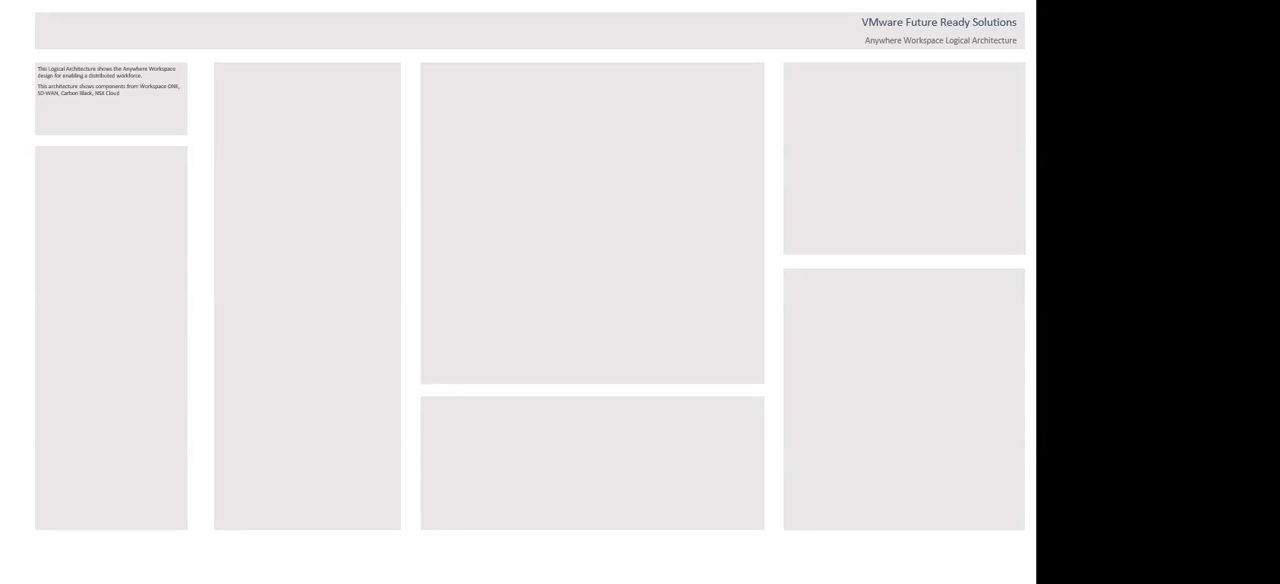 VMware Future Ready Solutions
Anywhere Workspace Logical Architecture
This Logical Architecture shows the Anywhere Workspace
design for enabling a distributed workforce.
This architecture shows components from Workspace ONE,
SD-WAN, Carbon Black, NSX Cloud